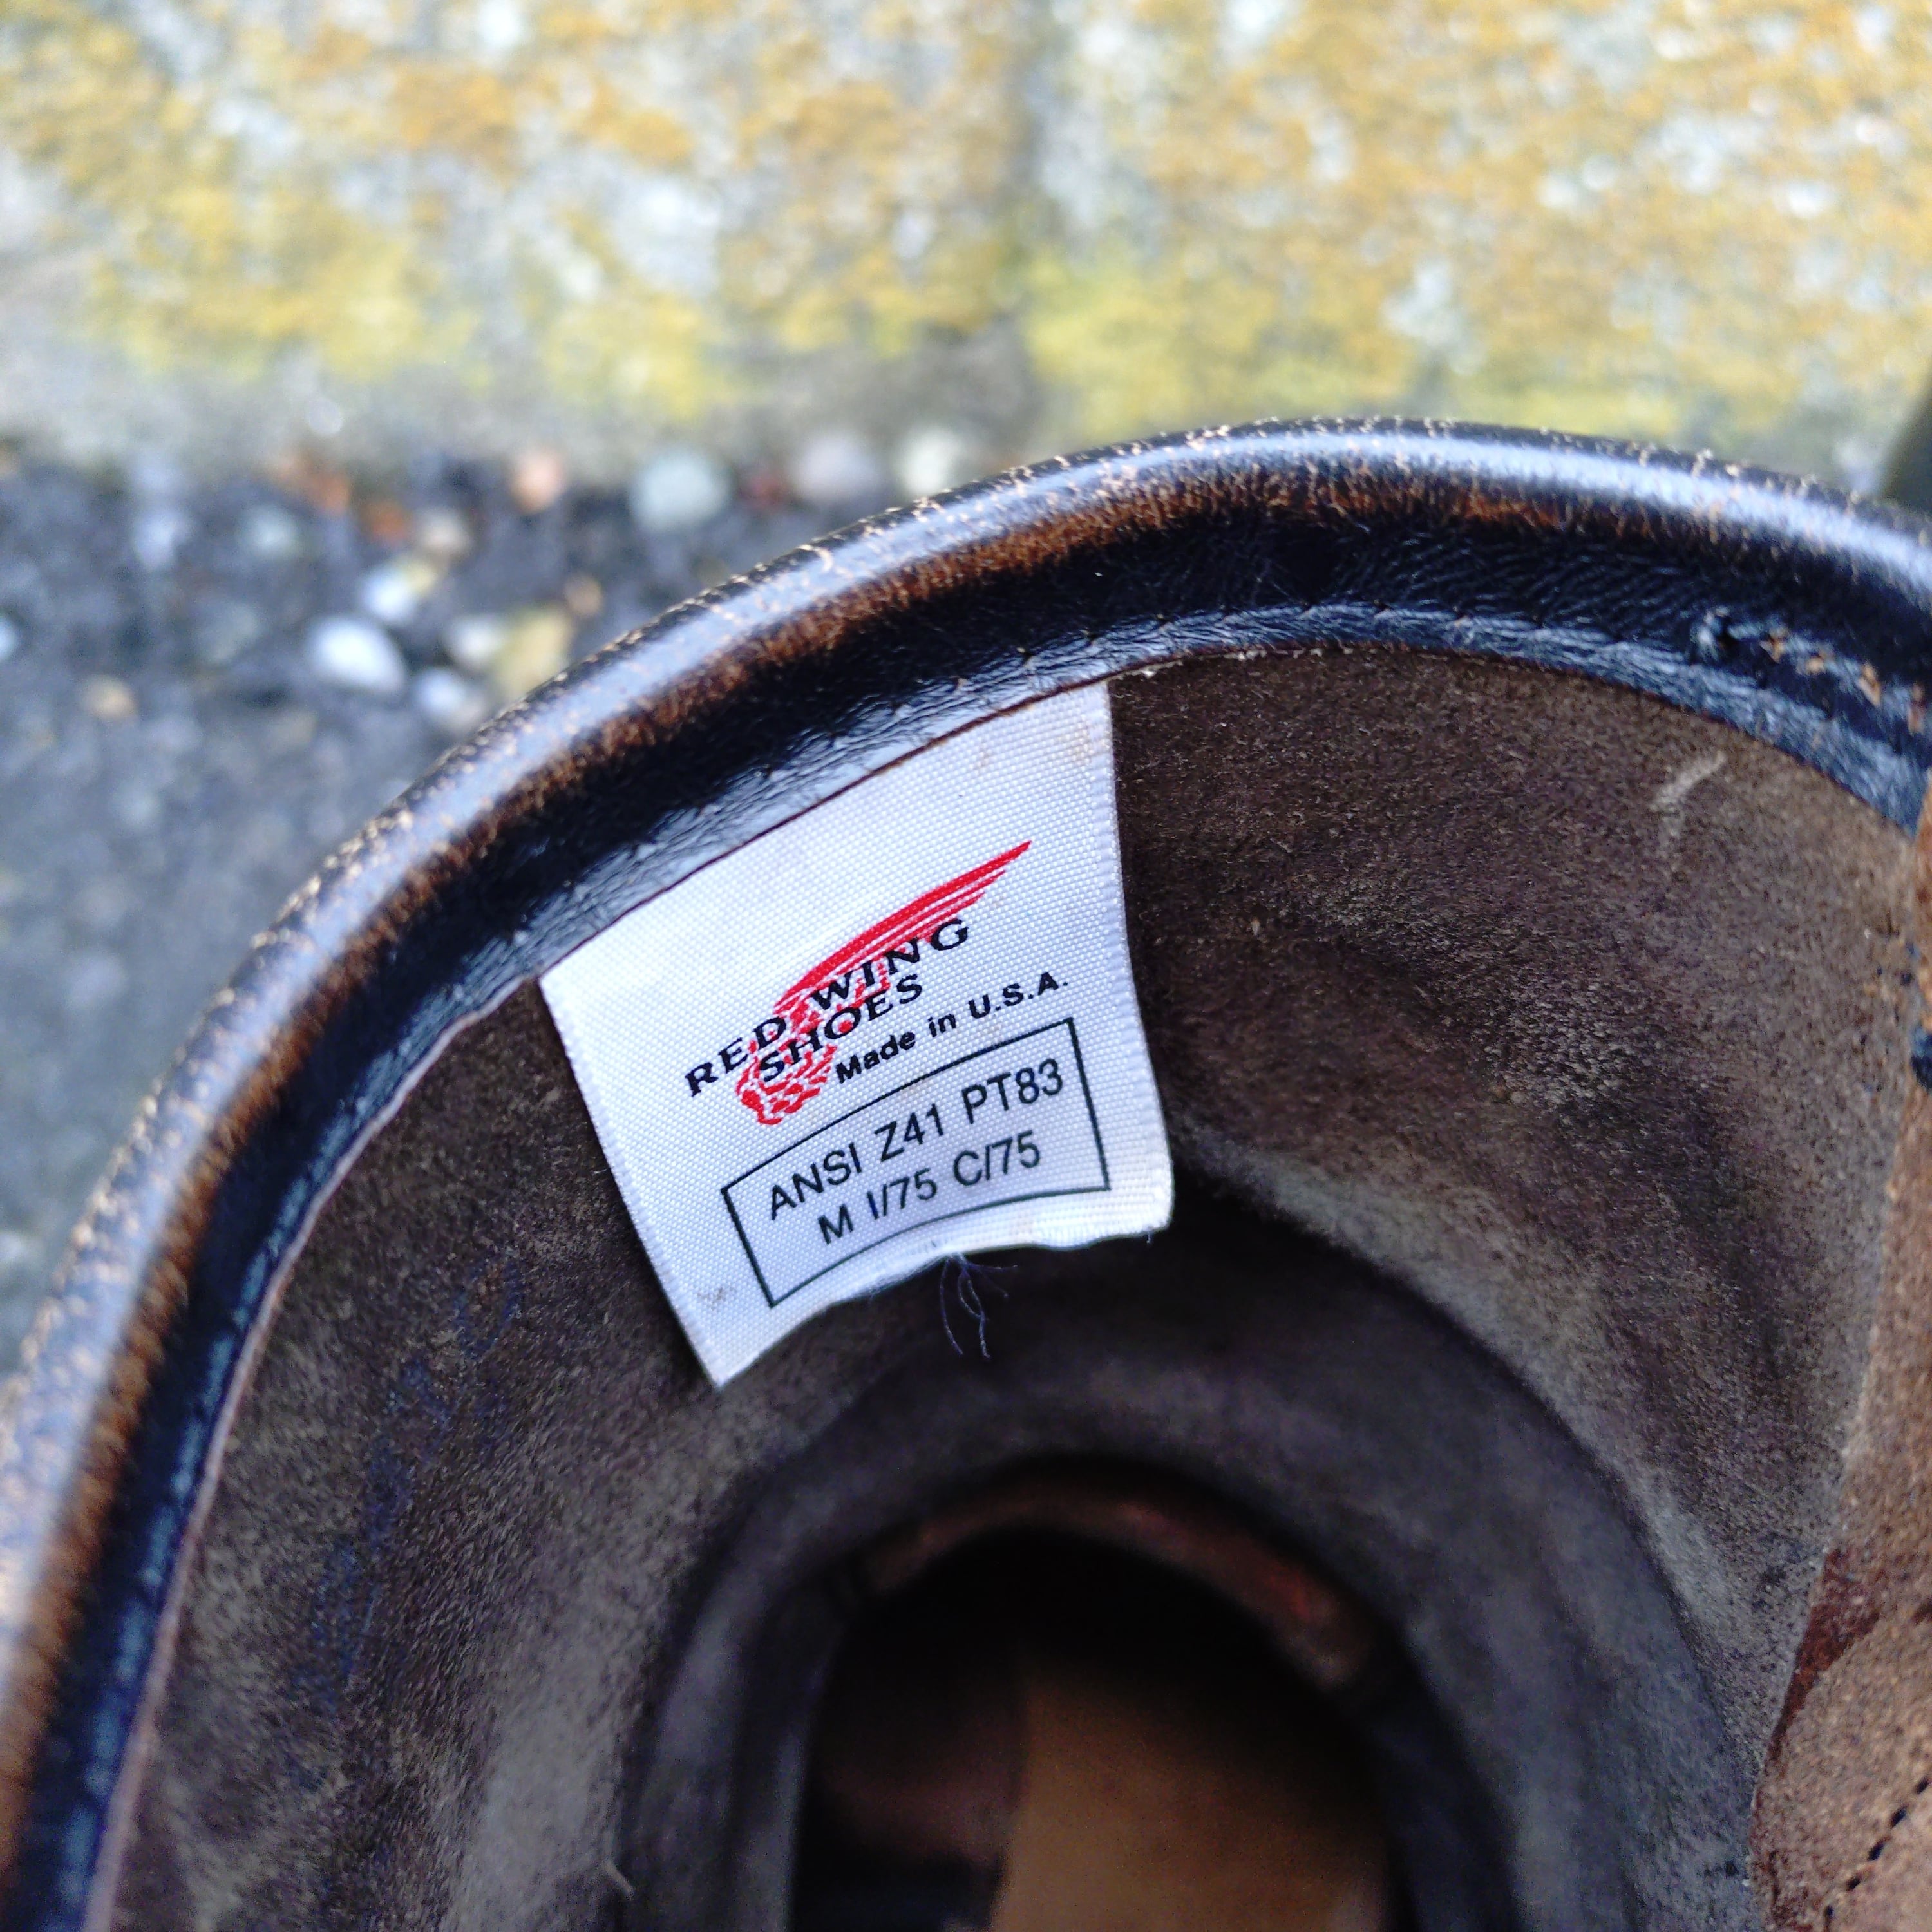 RED WING
SHOES
Made in U.S.A.
ANSI Z41 PT83
M I/75 C/75